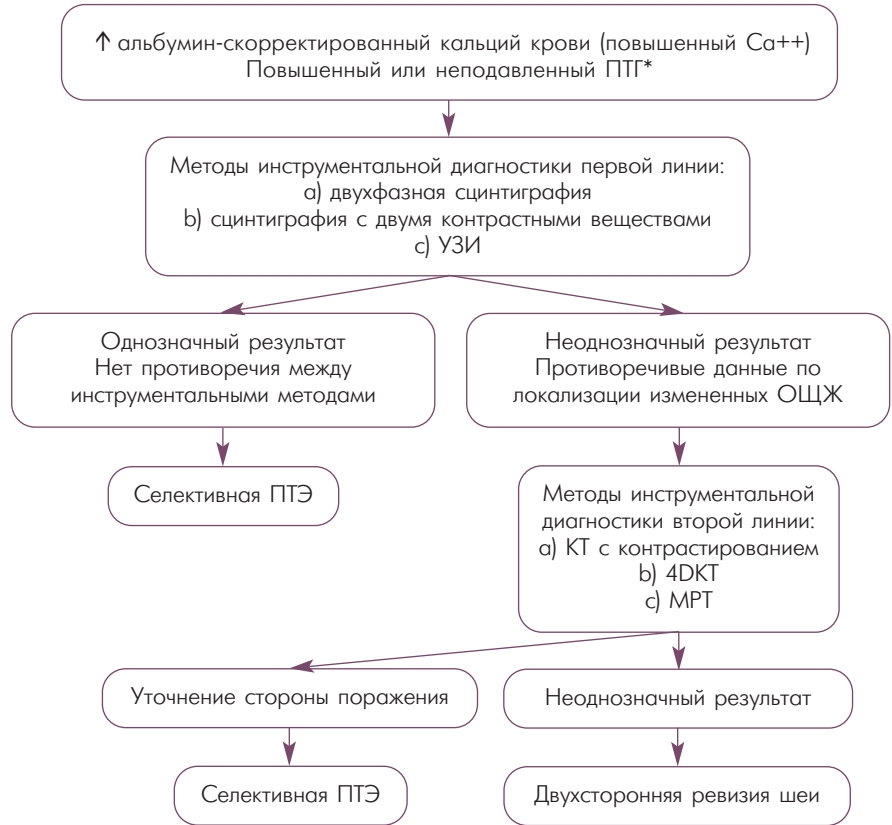 ↑ альбумин-скорректированный кальций крови (повышенный Ca++)
Повышенный или неподавленный ПТГ*
Методы инструментальной диагностики первой линии:
a) двухфазная сцинтиграфия
b) сцинтиграфия с двумя контрастными веществами
c) УЗИ
Однозначный результат
Нет противоречия между
инструментальными методами
Неоднозначный результат
Противоречивые данные по
локализации измененных ОЩЖ
Селективная ПТЭ
Методы инструментальной
диагностики второй линии:
a) КТ с контрастированием
b) 4DКТ
c) МРТ
Уточнение стороны поражения
Неоднозначный результат
Селективная ПТЭ
Двухсторонняя ревизия шеи